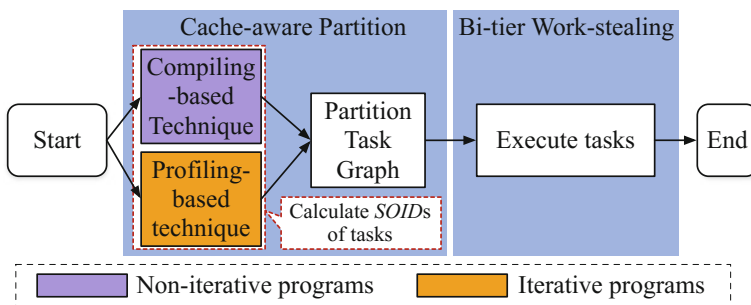 Cache-aware Partition
Bi-tier Work-stealing
Start
Compiling
-based
Technique
Profiling-
based
technique
Partition
Task
Graph
Calculate SOIDs
of tasks
Execute tasks
End
Non-iterative programs
Iterative programs